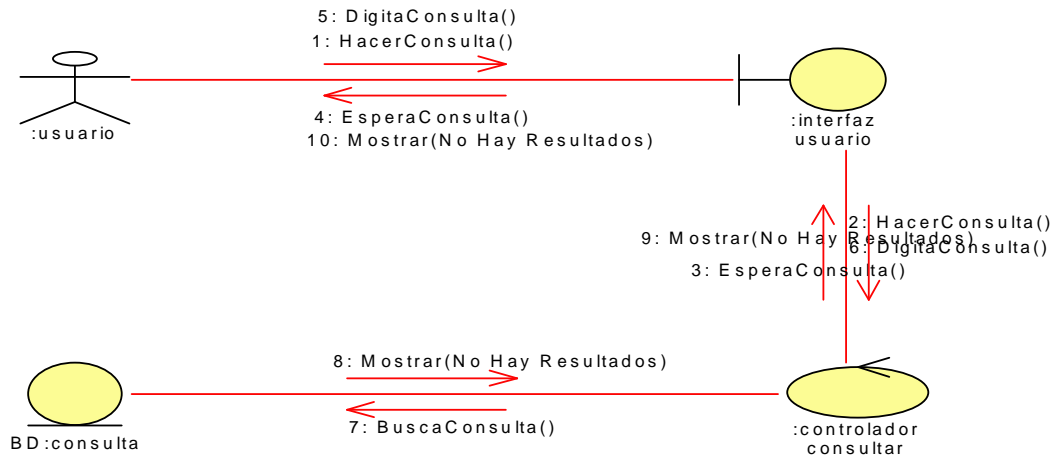 5: DigitaConsulta()
1: HacerConsulta()
4: EsperaConsulta()
10: Mostrar(No Hay Resultados)
:usuario
:interfaz
usuario
2: HacerConsulta()
9: Mostrar(No Hay Resultados)
6: DigitaConsulta()
3: EsperaConsulta()
8: Mostrar(No Hay Resultados)
7: BuscaConsulta()
BD:consulta
:controlador
consultar